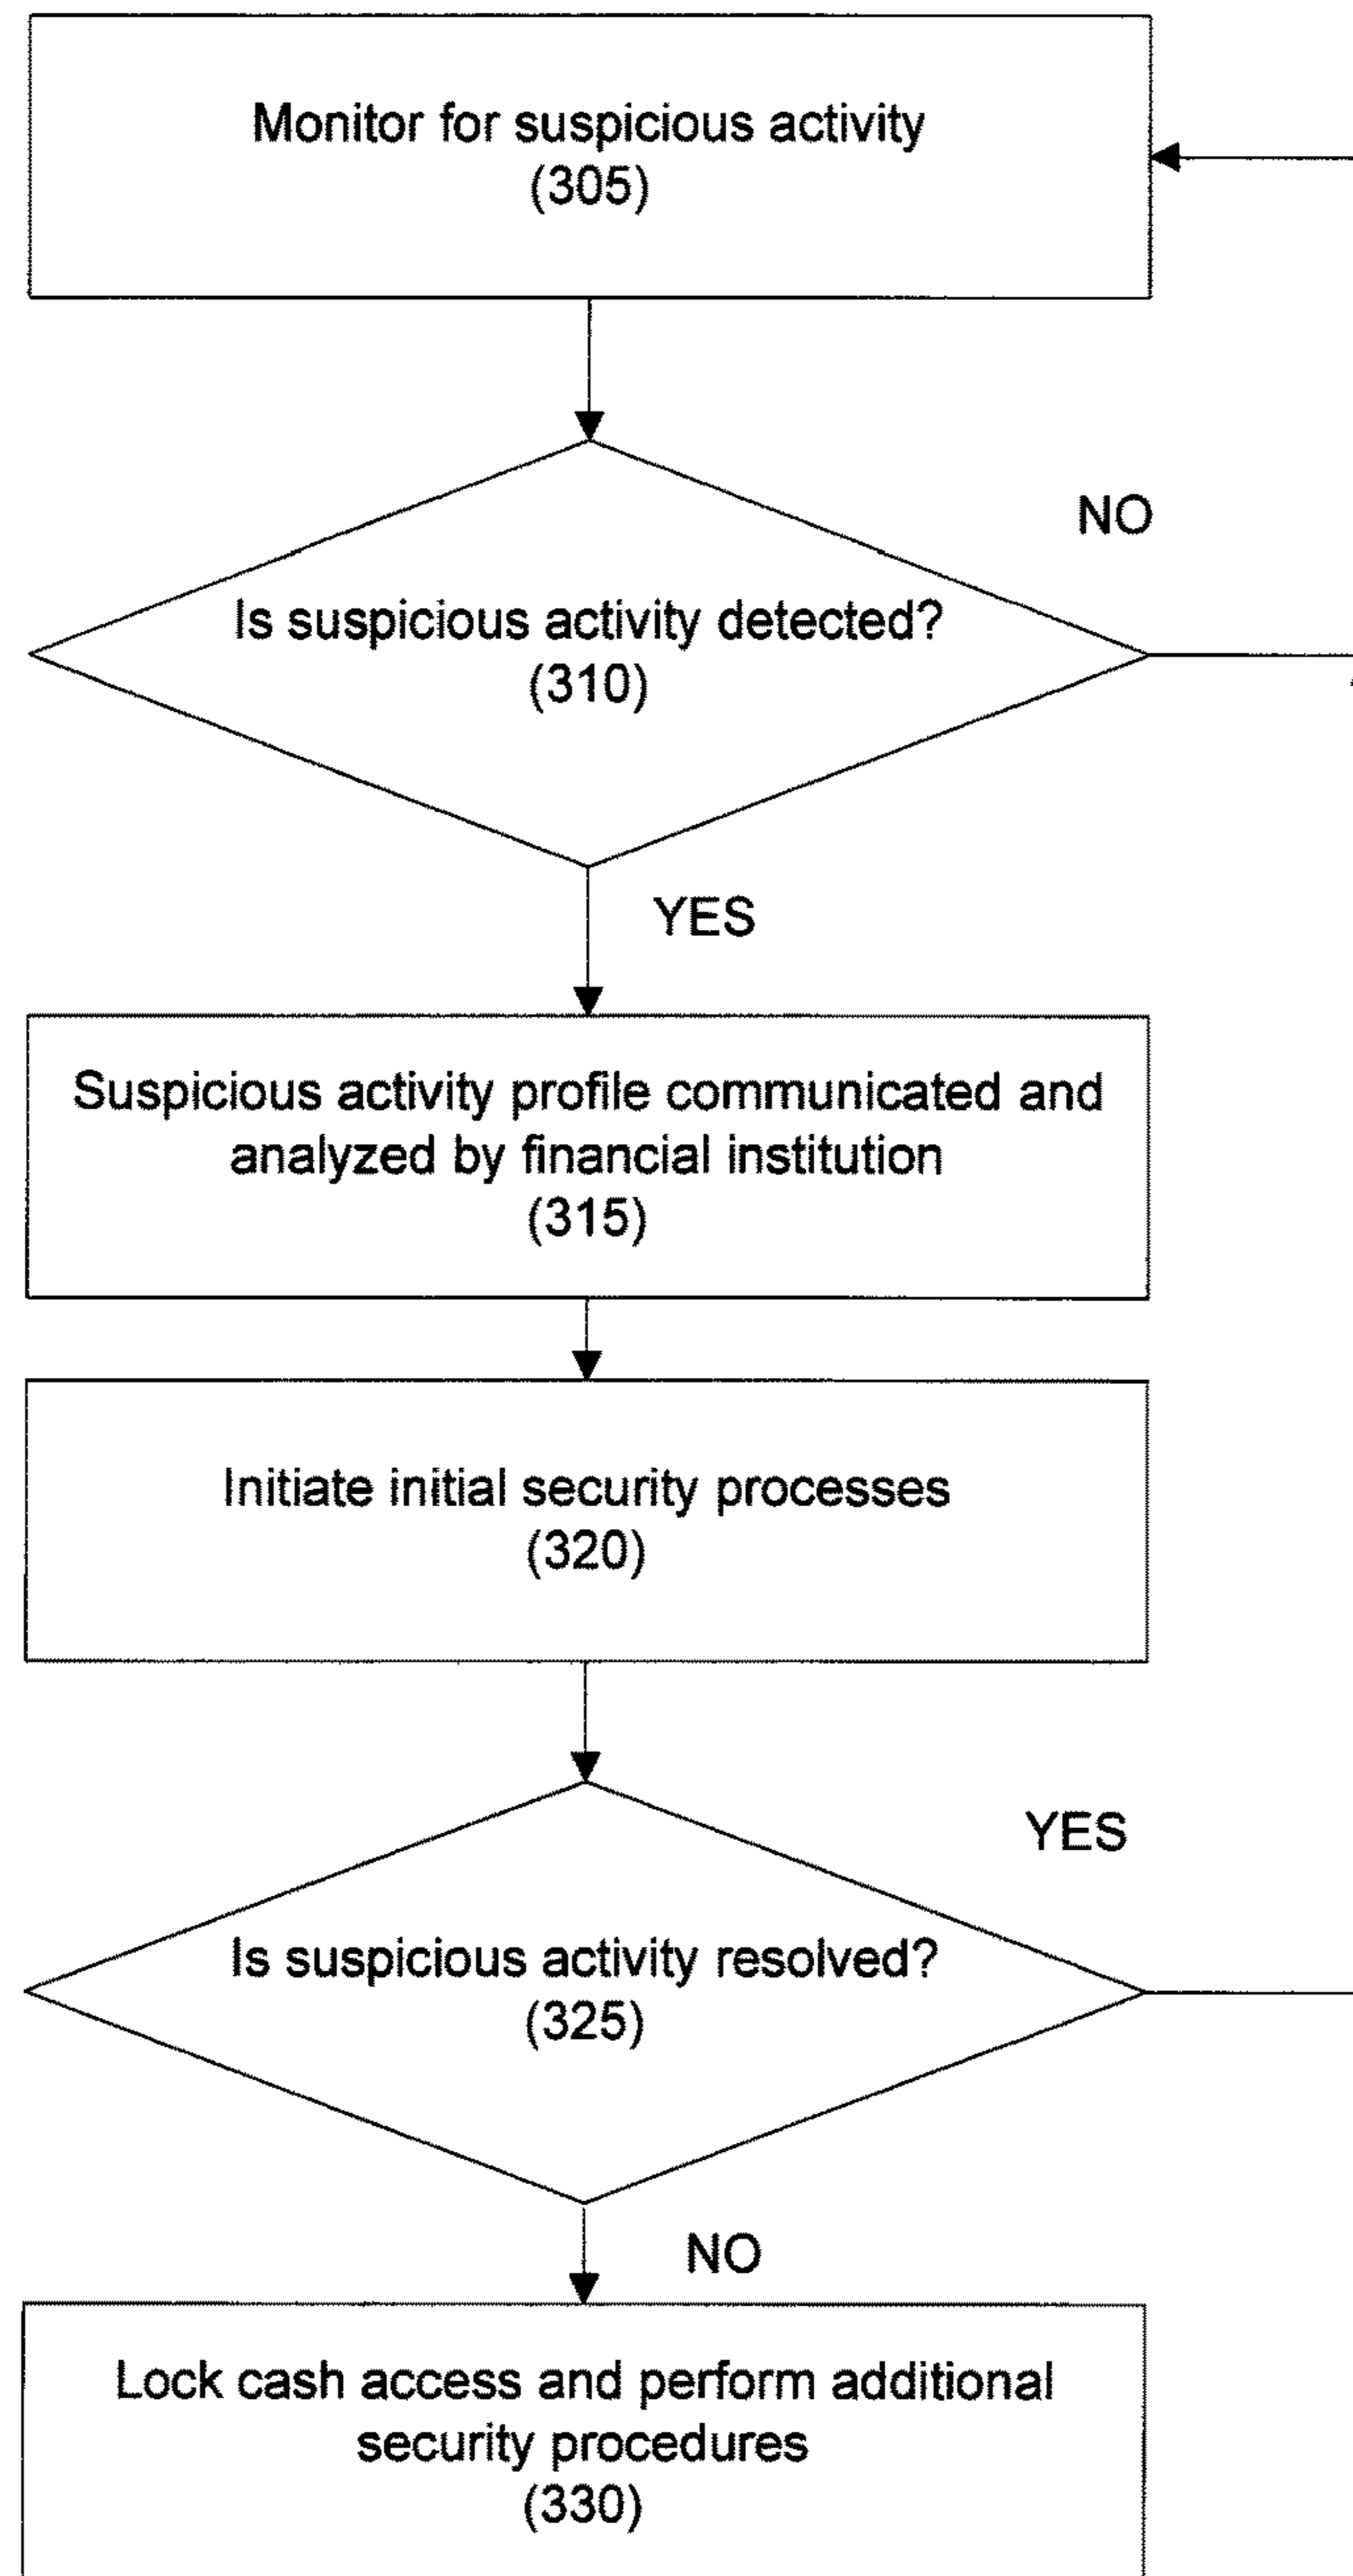 Monitor for suspicious activity
(305)
NO
Is suspicious activity detected?
(310)
YES
Suspicious activity profile communicated and
analyzed by financial institution
(315)
Initiate initial security processes
(320)
YES
Is suspicious activity resolved?
(325)
NO
Lock cash access and perform additional
security procedures
(330)